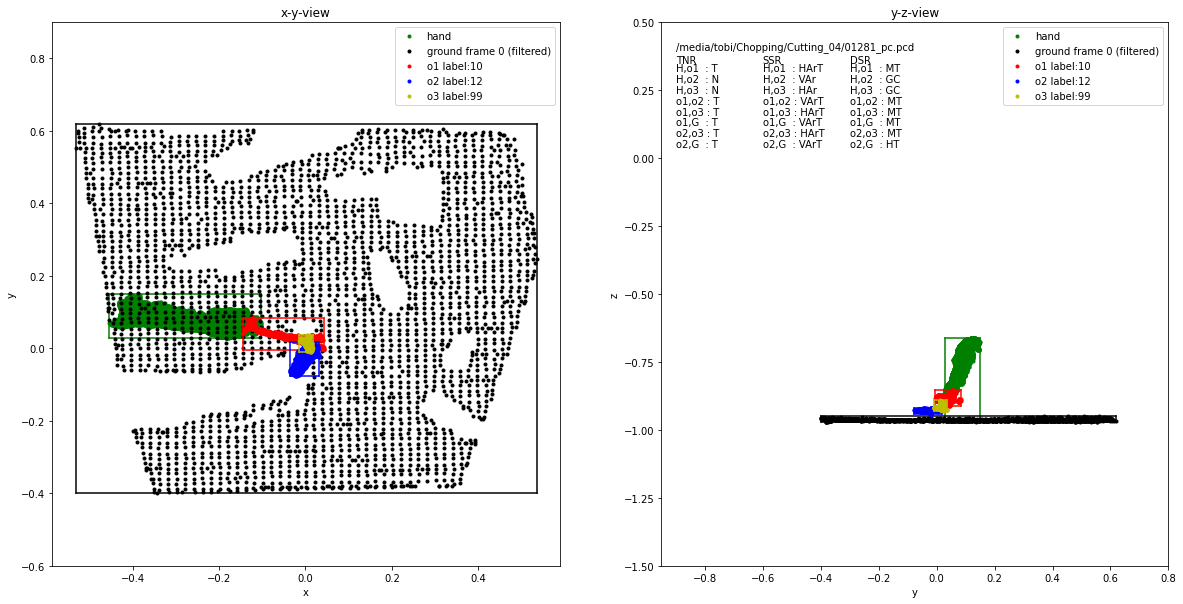 x-y-view
hand
ground frame 0 (filtered)
o1 label:10
o2 label:12
o3 label:99
0.8
0.6
0.4
0.2
0.0
−0.2
−0.4
−0.6
y
−0.4
−0.2
0.0
0.2
0.4
x
y-z-view
hand
ground frame 0 (filtered)
o1 label:10
o2 label:12
o3 label:99
/media/tobi/Chopping/Cutting_04/01281_pc.pcd
TNR SSR DSR
H,o1 : T H,o1 : HArT H,o1 : MT
H,o2 : N H,o2 : VAr H,o2 : GC
H,o3 : N H,o3 : HAr H,o3 : GC
o1,o2 : T o1,o2 : VArT o1,o2 : MT
o1,o3 : T o1,o3 : HArT o1,o3 : MT
o1,G : T o1,G : VArT o1,G : MT
o2,o3 : T o2,o3 : HArT o2,o3 : MT
o2,G : T o2,G : VArT o2,G : HT
0.50
0.25
0.00
−0.25
−0.50
−0.75
−1.00
−1.25
−1.50
z
−0.8
−0.6
−0.4
−0.2
0.0
0.2
0.4
0.6
0.8
y